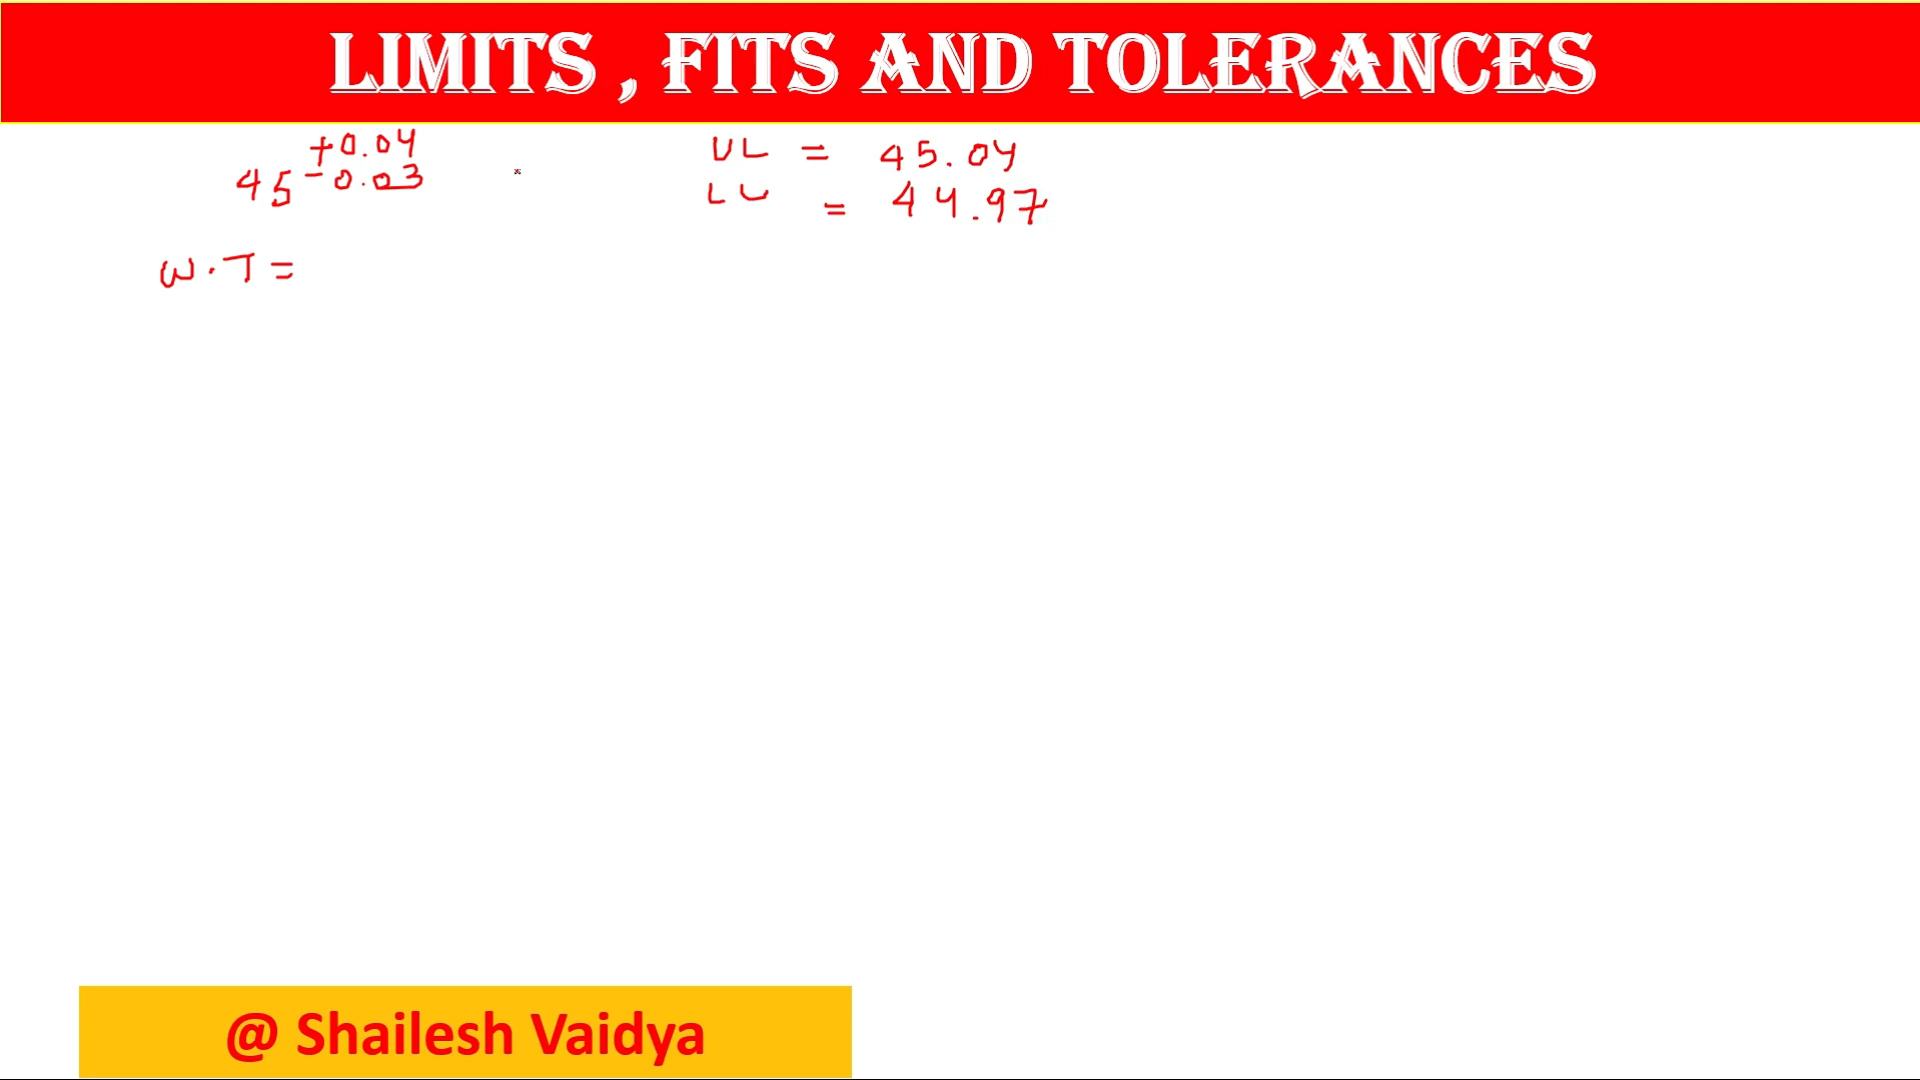 LIMITS , FITS AND TOLERANCES
+0.04
45 -0.03
UL = 45.04
LL = 44.97
W.T =
@ Shailesh Vaidya